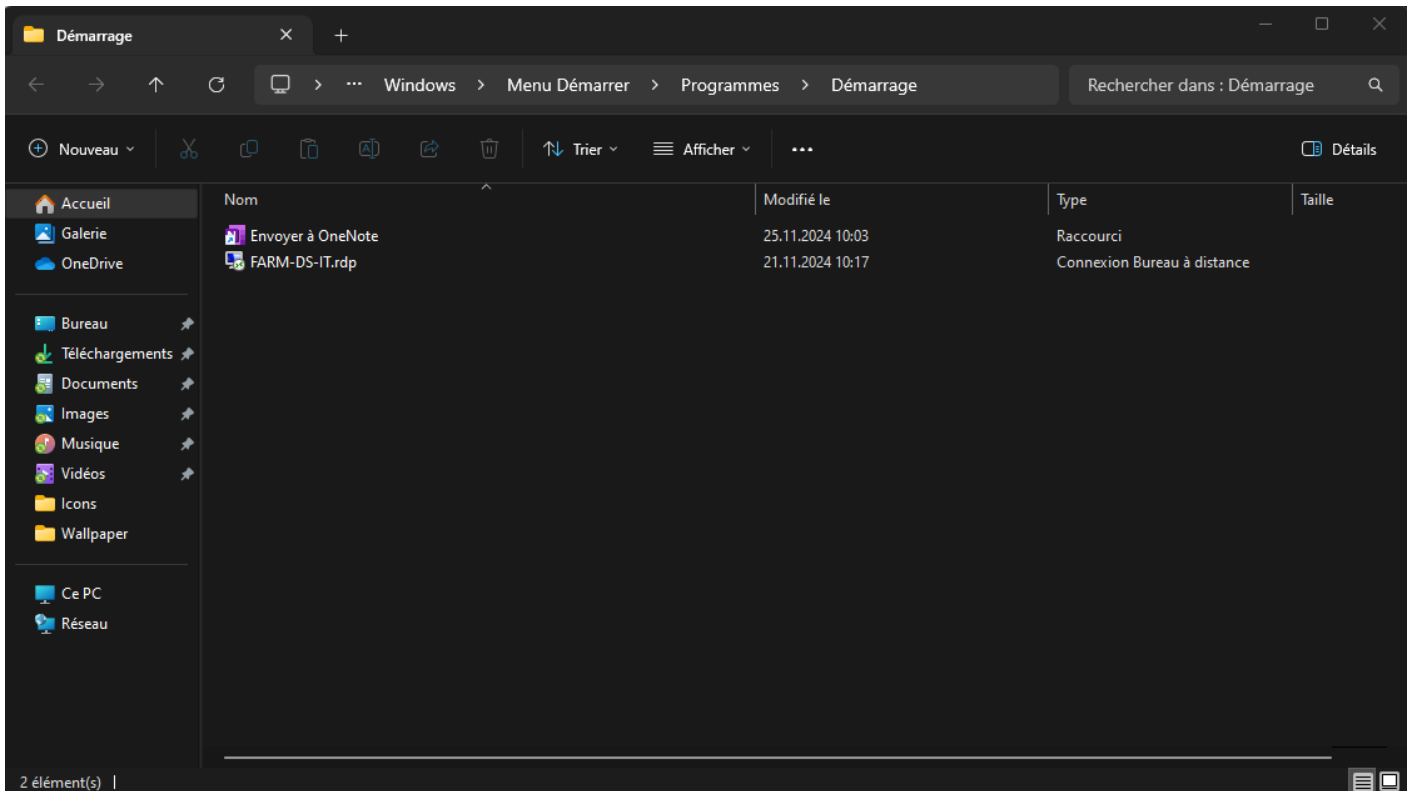 Démarrage
Windows > Menu Démarrer > Programmes > Démarrage
Rechercher dans : Démarrage
Nouveau
Trier
Afficher
Détails
Accueil
Galerie
OneDrive
Bureau
Téléchargements
Documents
Images
Musique
Vidéos
Icons
Wallpaper
Ce PC
Réseau
Nom Modifié le Type Taille
Envoyer à OneNote 25.11.2024 10:03 Raccourci
FARM-DS-IT.rdp 21.11.2024 10:17 Connexion Bureau à distance
2 élément(s)